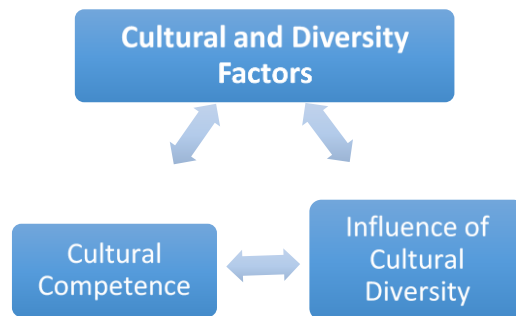 Cultural and Diversity
Factors
Cultural
Competence
Influence of
Cultural
Diversity